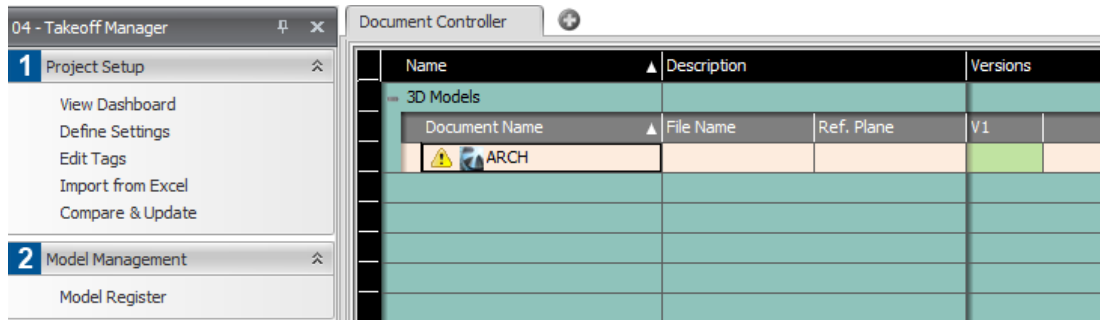 04 - Takeoff Manager
Document Controller
1 Project Setup
View Dashboard
Define Settings
Edit Tags
Import from Excel
Compare & Update
2 Model Management
Model Register
Name Description Versions
3D Models
Document Name File Name Ref. Plane V1
ARCH